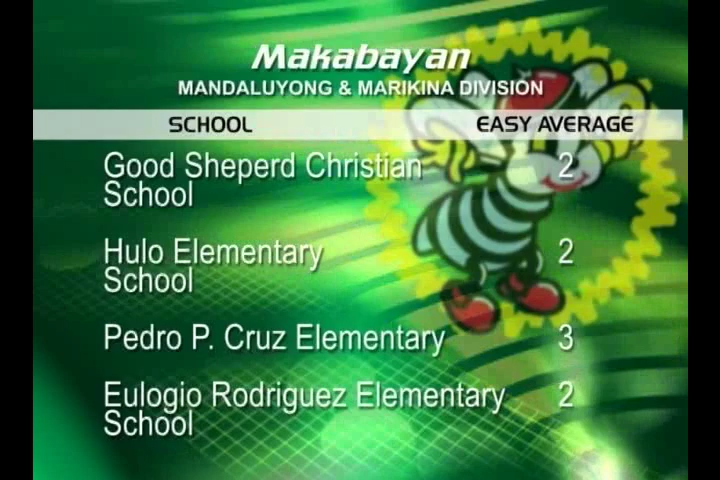 Makabayan
MANDALUYONG & MARIKINA DIVISION
SCHOOL EASY AVERAGE
Good Sheperd Christian 2
School
Hulo Elementary 2
School
Pedro P. Cruz Elementary 3
Eulogio Rodriguez Elementary 2
School